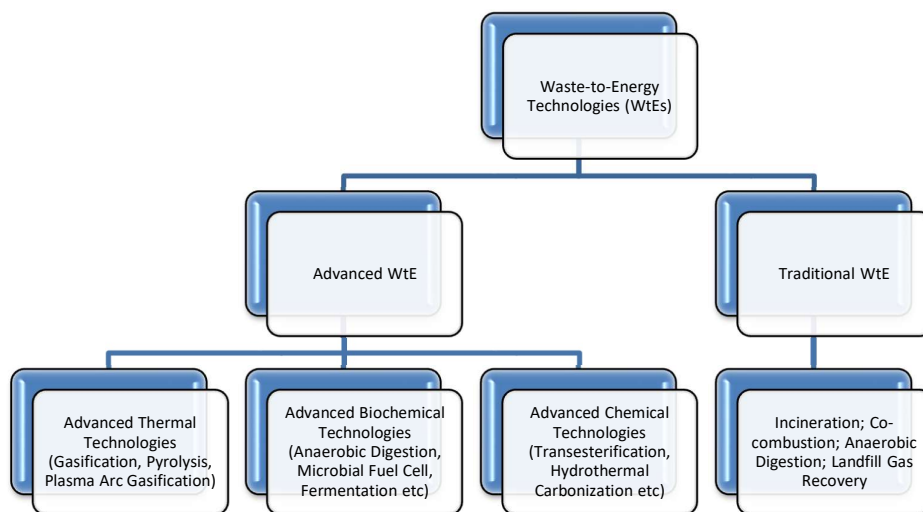 Waste-to-Energy
Technologies (WtEs)
Advanced WtE
Traditional WtE
Advanced Thermal
Technologies
(Gasification, Pyrolysis,
Plasma Arc Gasification)
Advanced Biochemical
Technologies
(Anaerobic Digestion,
Microbial Fuel Cell,
Fermentation etc)
Advanced Chemical
Technologies
(Transesterification,
Hydrothermal
Carbonization etc)
Incineration; Co-
combustion; Anaerobic
Digestion; Landfill Gas
Recovery